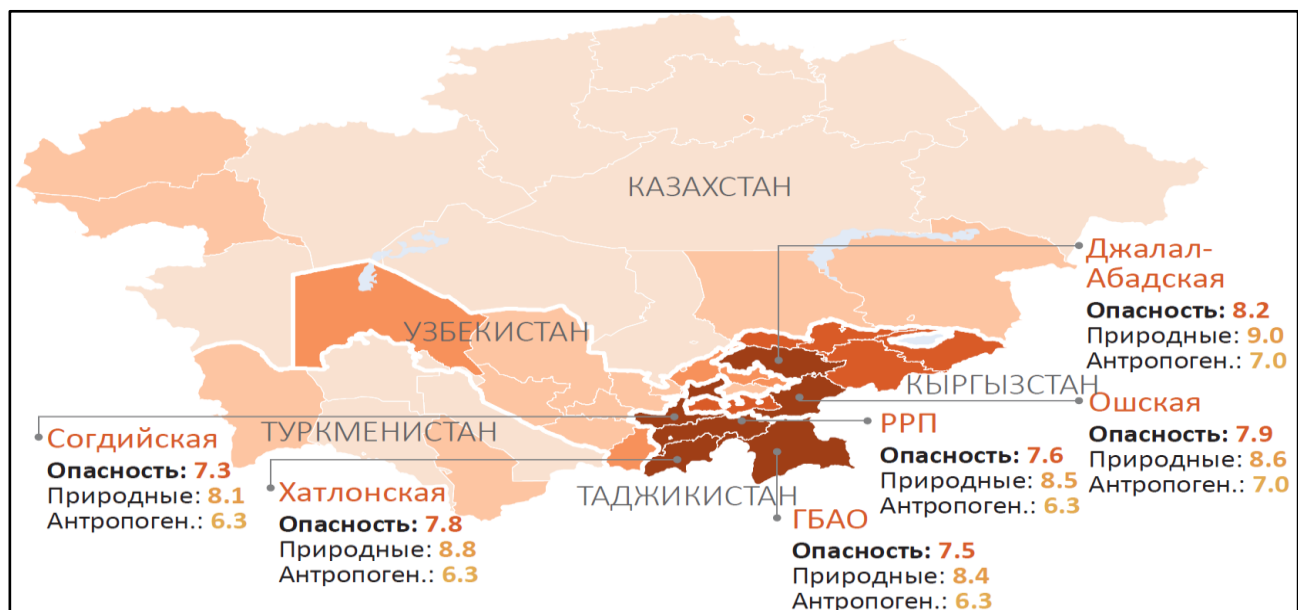 КАЗАХСТАН
Джалал-
Абадская
Опасность: 8.2
Природные: 9.0
Антропоген.: 7.0
УЗБЕКИСТАН
КЫРГЫЗСТАН
Ошская
Опасность: 7.9
Природные: 8.6
Антропоген.: 7.0
РРП
Опасность: 7.6
Природные: 8.5
Антропоген.: 6.3
ТУРКМЕНИСТАН
Согдийская
Опасность: 7.3
Природные: 8.1
Антропоген.: 6.3
Хатлонская
Опасность: 7.8
Природные: 8.8
Антропоген.: 6.3
ТАДЖИКИСТАН
ГБАО
Опасность: 7.5
Природные: 8.4
Антропоген.: 6.3